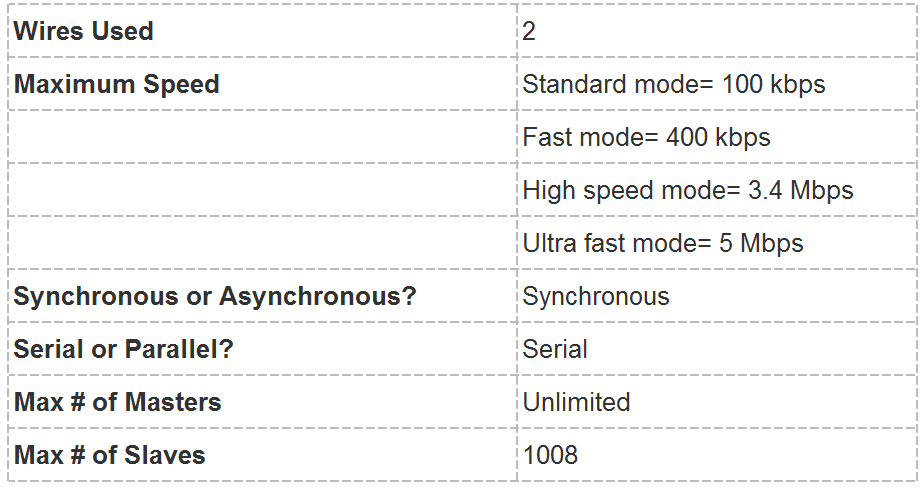 Wires Used 2
Maximum Speed Standard mode= 100 kbps
Fast mode= 400 kbps
High speed mode= 3.4 Mbps
Ultra fast mode= 5 Mbps
Synchronous or Asynchronous? Synchronous
Serial or Parallel? Serial
Max # of Masters Unlimited
Max # of Slaves 1008